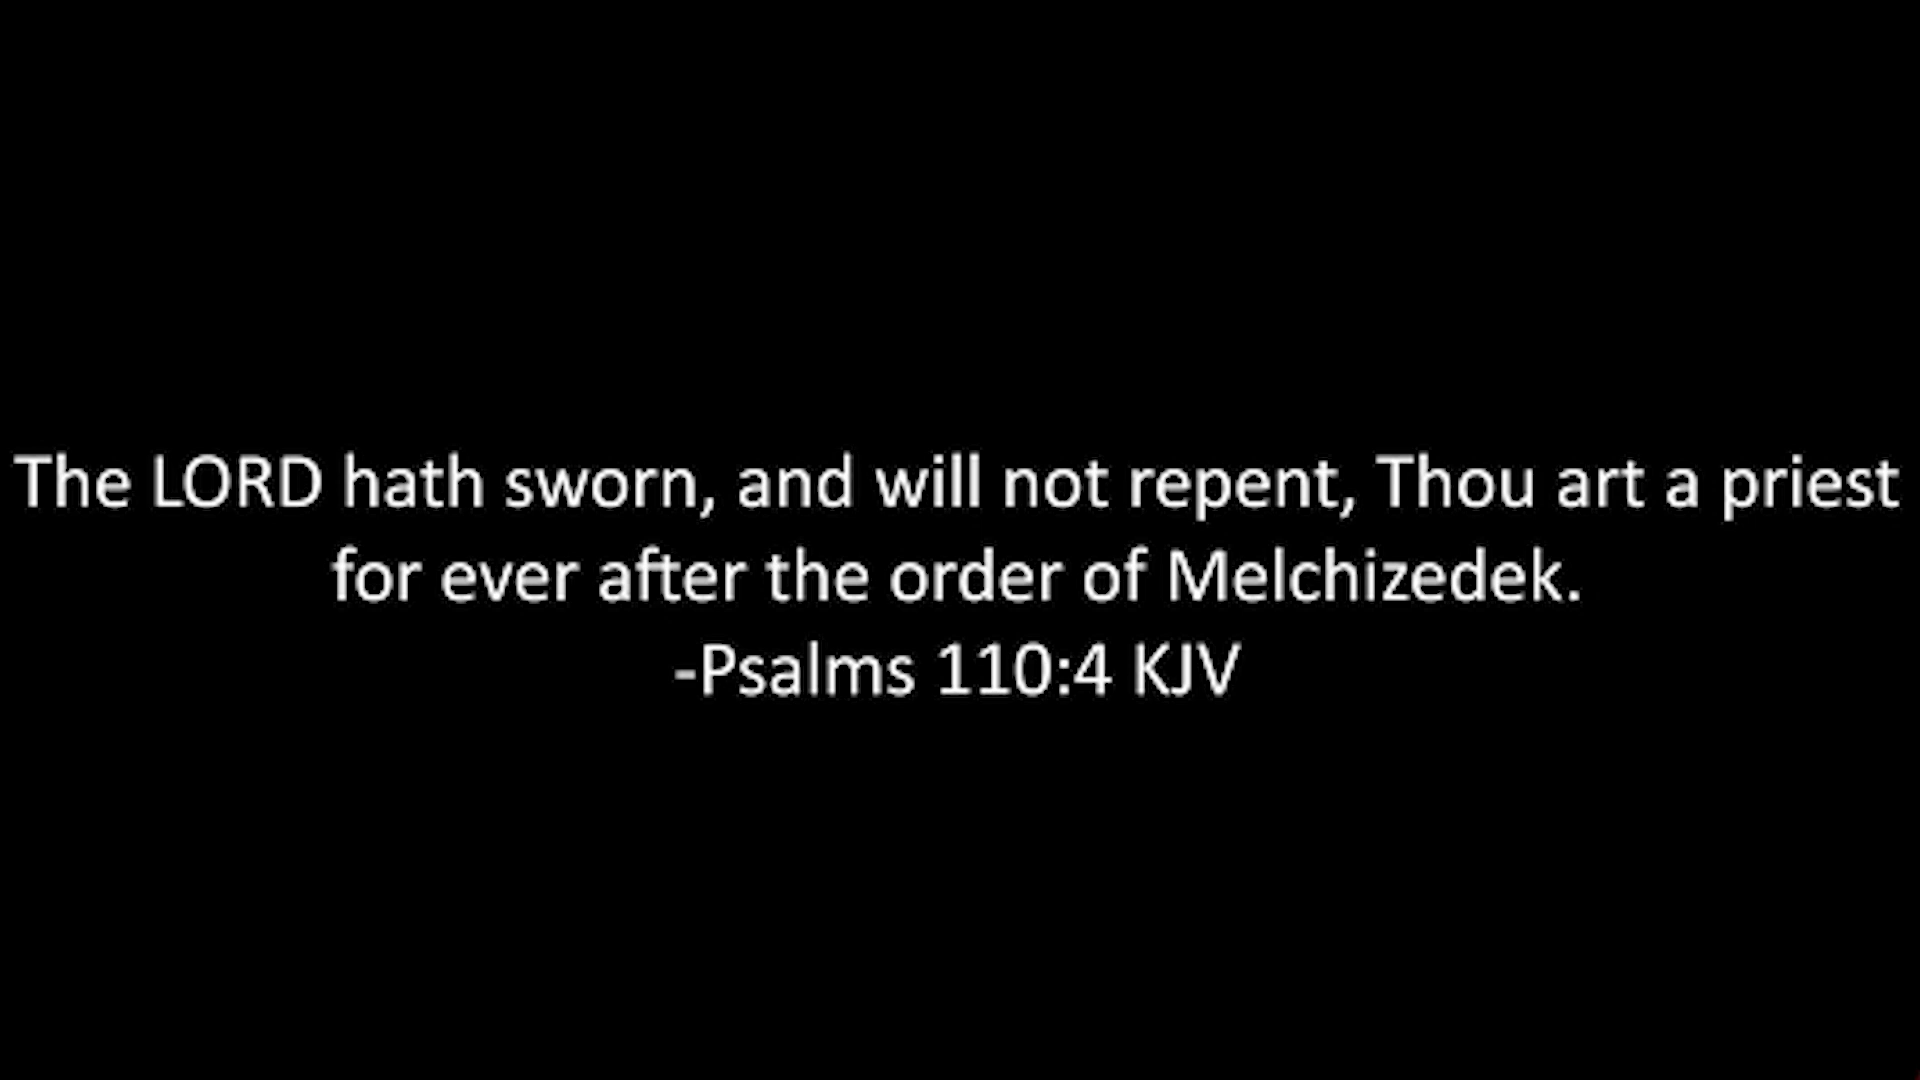 The LORD hath sworn, and will not repent, Thou art a priest
for ever after the order of Melchizedek.
-Psalms 110:4 KJV